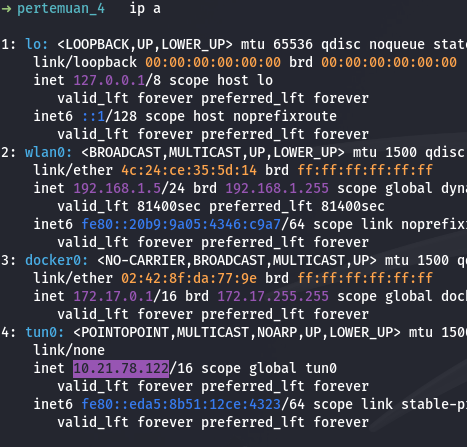 → pertemuan_4 ip a
1: lo: <LOOPBACK,UP,LOWER_UP> mtu 65536 qdisc noqueue state
link/loopback 00:00:00:00:00:00 brd 00:00:00:00:00:00
inet 127.0.0.1/8 scope host lo
valid_lft forever preferred_lft forever
inet6 ::1/128 scope host noprefixroute
valid_lft forever preferred_lft forever
2: wlan0: <BROADCAST,MULTICAST,UP,LOWER_UP> mtu 1500 qdisc
link/ether 4c:24:ce:35:5d:14 brd ff:ff:ff:ff:ff:ff
inet 192.168.1.5/24 brd 192.168.1.255 scope global dyna
valid_lft 81400sec preferred_lft 81400sec
inet6 fe80::20b9:9a05:4346:c9a7/64 scope link noprefix
valid_lft forever preferred_lft forever
3: docker0: <NO-CARRIER,BROADCAST,MULTICAST,UP> mtu 1500 qd
link/ether 02:42:8f:da:77:9e brd ff:ff:ff:ff:ff:ff
inet 172.17.0.1/16 brd 172.17.255.255 scope global dock
valid_lft forever preferred_lft forever
4: tun0: <POINTOPOINT,MULTICAST,NOARP,UP,LOWER_UP> mtu 1500
link/none
inet 10.21.78.122/16 scope global tun0
valid_lft forever preferred_lft forever
inet6 fe80::eda5:8b51:12ce:4323/64 scope link stable-p
valid_lft forever preferred_lft forever